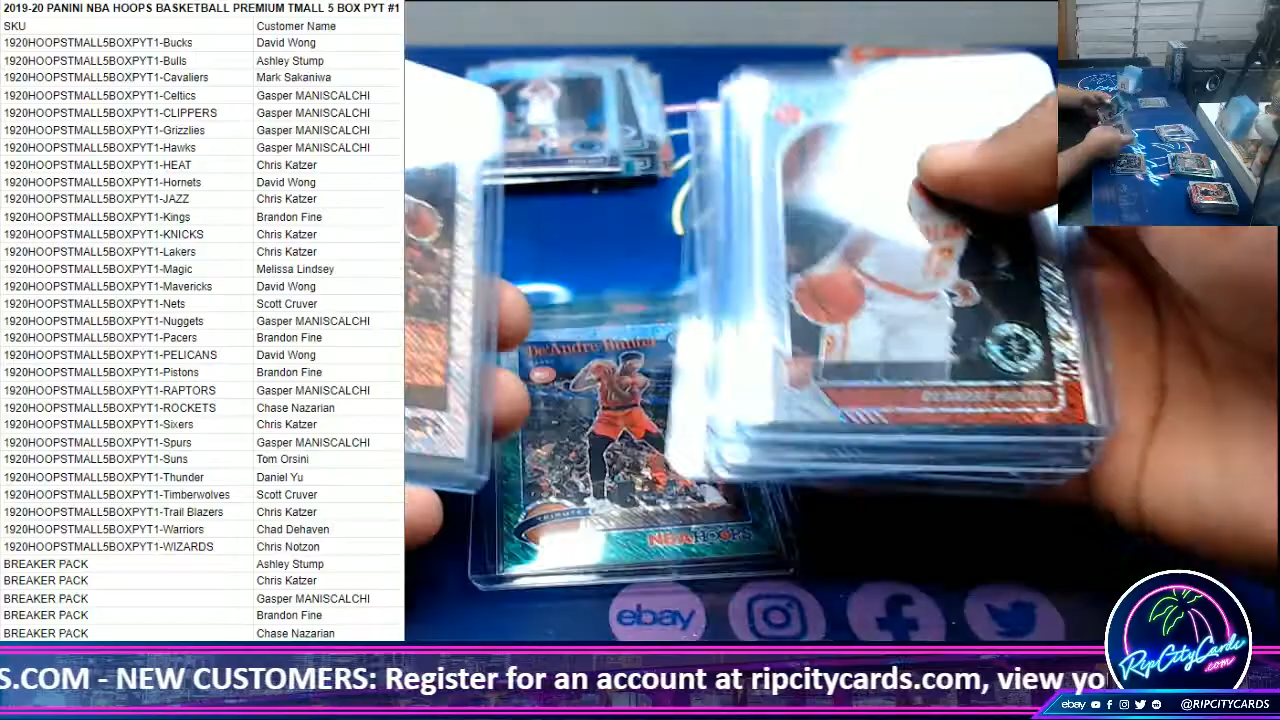 2019-20 PANINI NBA HOOPS BASKETBALL PREMIUM TMALL 5 BOX PYT #1
SKU Customer Name
1920HOOPSTMALL5BOXPYT1-Bucks David Wong
1920HOOPSTMALL5BOXPYT1-Bulls Ashley Stump
1920HOOPSTMALL5BOXPYT1-Cavaliers Mark Sakaniwa
1920HOOPSTMALL5BOXPYT1-Celtics Gasper MANISCALCHI
1920HOOPSTMALL5BOXPYT1-CLIPPERS Gasper MANISCALCHI
1920HOOPSTMALL5BOXPYT1-Grizzlies Gasper MANISCALCHI
1920HOOPSTMALL5BOXPYT1-Hawks Gasper MANISCALCHI
1920HOOPSTMALL5BOXPYT1-HEAT Chris Katzer
1920HOOPSTMALL5BOXPYT1-Hornets David Wong
1920HOOPSTMALL5BOXPYT1-JAZZ Chris Katzer
1920HOOPSTMALL5BOXPYT1-Kings Brandon Fine
1920HOOPSTMALL5BOXPYT1-KNICKS Chris Katzer
1920HOOPSTMALL5BOXPYT1-Lakers Chris Katzer
1920HOOPSTMALL5BOXPYT1-Magic Melissa Lindsey
1920HOOPSTMALL5BOXPYT1-Mavericks David Wong
1920HOOPSTMALL5BOXPYT1-Nets Scott Cruver
1920HOOPSTMALL5BOXPYT1-Nuggets Gasper MANISCALCHI
1920HOOPSTMALL5BOXPYT1-Pacers Brandon Fine
1920HOOPSTMALL5BOXPYT1-PELICANS David Wong
1920HOOPSTMALL5BOXPYT1-Pistons Brandon Fine
1920HOOPSTMALL5BOXPYT1-RAPTORS Gasper MANISCALCHI
1920HOOPSTMALL5BOXPYT1-ROCKETS Chase Nazarian
1920HOOPSTMALL5BOXPYT1-Sixers Chris Katzer
1920HOOPSTMALL5BOXPYT1-Spurs Gasper MANISCALCHI
1920HOOPSTMALL5BOXPYT1-Suns Tom Orsini
1920HOOPSTMALL5BOXPYT1-Thunder Daniel Yu
1920HOOPSTMALL5BOXPYT1-Timberwolves Scott Cruver
1920HOOPSTMALL5BOXPYT1-Trail Blazers Chris Katzer
1920HOOPSTMALL5BOXPYT1-Warriors Chad Dehaven
1920HOOPSTMALL5BOXPYT1-WIZARDS Chris Notzon
BREAKER PACK Ashley Stump
BREAKER PACK Chris Katzer
BREAKER PACK Gasper MANISCALCHI
BREAKER PACK Brandon Fine
BREAKER PACK Chase Nazarian
DE'ANDRE HUNTER
De'Andre Hunter
TRIBUTE
NBA HOOPS
ebay
RipCityCards
.com
S.COM - NEW CUSTOMERS: Register for an account at ripcitycards.com, view yo
ebay @RIPCITYCARDS